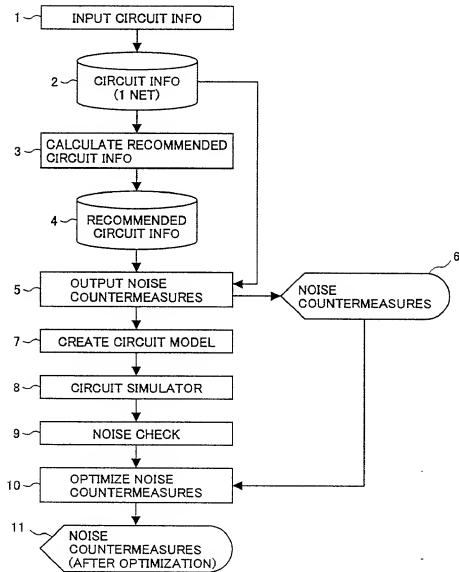 1 INPUT CIRCUIT INFO
2 CIRCUIT INFO
(1 NET)
3 CALCULATE RECOMMENDED
CIRCUIT INFO
4 RECOMMENDED
CIRCUIT INFO
5 OUTPUT NOISE
COUNTERMEASURES
6
NOISE
COUNTERMEASURES
7 CREATE CIRCUIT MODEL
8 CIRCUIT SIMULATOR
9 NOISE CHECK
10 OPTIMIZE NOISE
COUNTERMEASURES
11 NOISE
COUNTERMEASURES
(AFTER OPTIMIZATION)